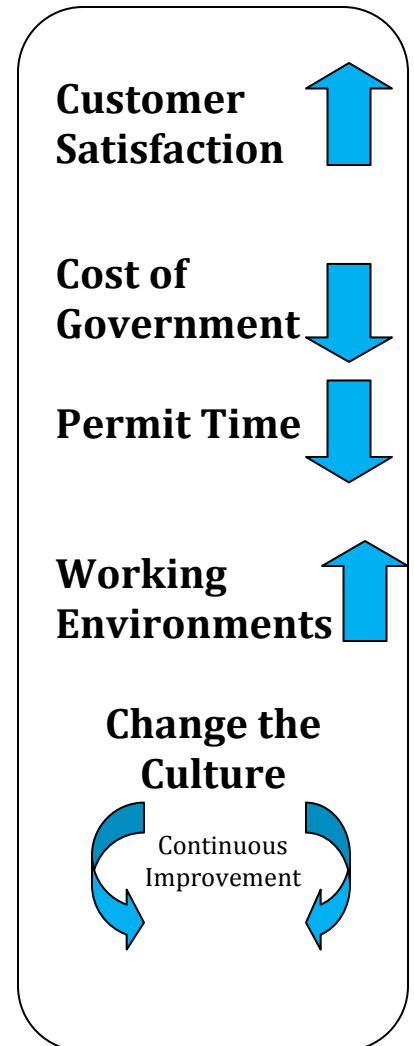 Customer
Satisfaction
Cost of
Government
Permit Time
Working
Environments
Change the
Culture
Continuous
Improvement